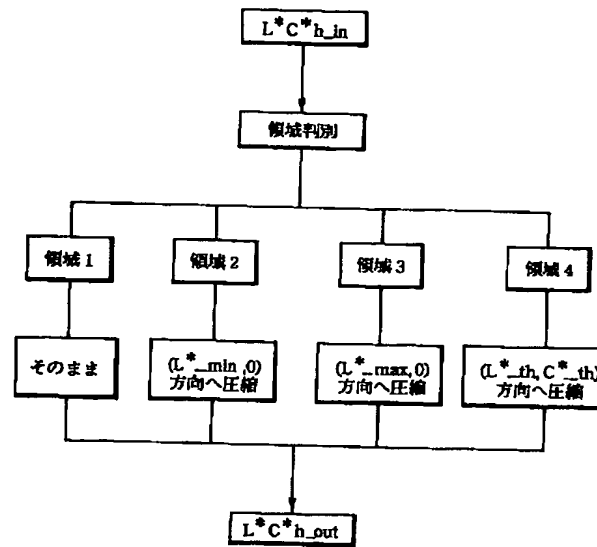 L*C*h_in
領域判別
領域1
領域2
領域3
領域4
そのまま
(L*_min,0)
方向へ圧縮
(L*_max,0)
方向へ圧縮
(L*_th,C*_th)
方向へ圧縮
L*C*h_out